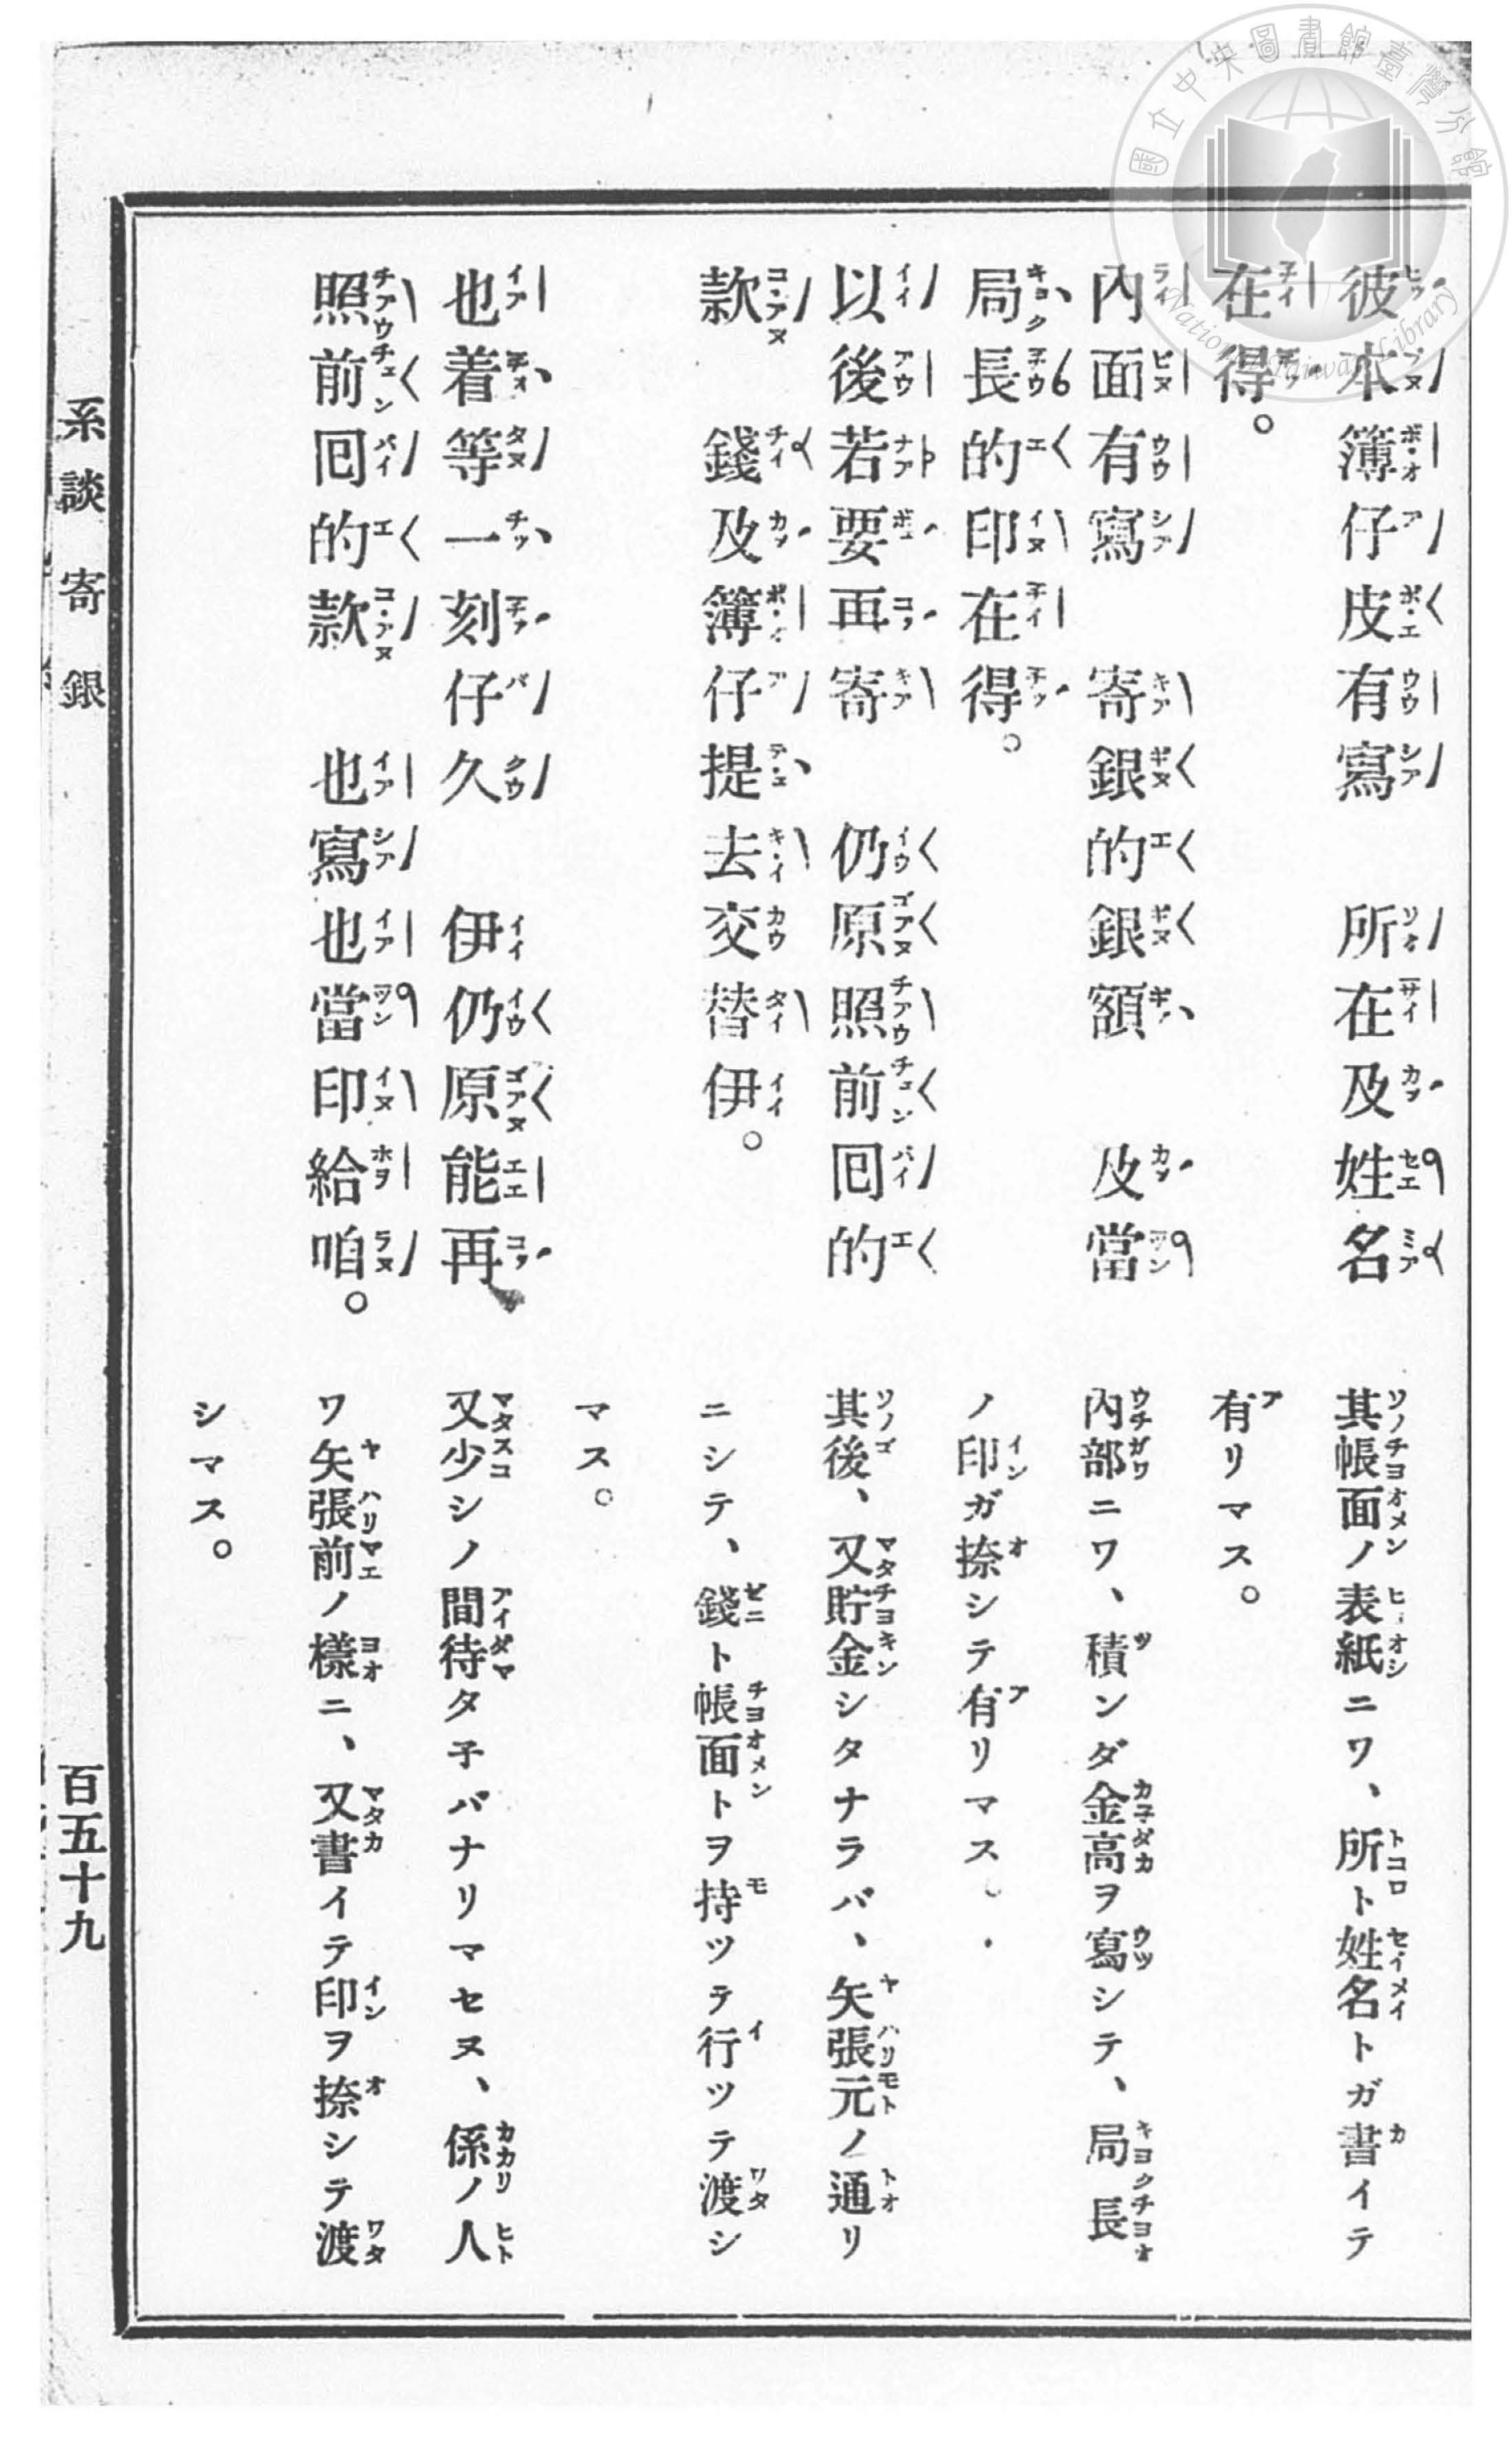 彼本簿仔皮有寫　所在及姓名
在得。
內面有寫　寄銀的銀額　及當
局長的印在得。
以後若要再寄　仍原照前回的
款　錢及簿仔提去交替伊。
也着等一刻仔久　伊仍原能再
照前回的款　也寫也當印給咱。
其帳面ノ表紙ニワ、所ト姓名トガ書イテ
有リマス。
內部ニワ、積ンダ金高ヲ寫シテ、局長
ノ印ガ捺シテ有リマス
其後、又貯金シタナラバ、矢張元ノ通リ
ニシテ、錢ト帳面トヲ持ツテ行ツテ渡シ
マス。
又少シノ間待タ子バナリマセヌ、係ノ人
ワ矢張前ノ樣ニ、又書イテ印ヲ捺シテ渡
シマス。
系談寄銀
百五十九
國立中央圖書館臺灣分館
National Taiwan Library